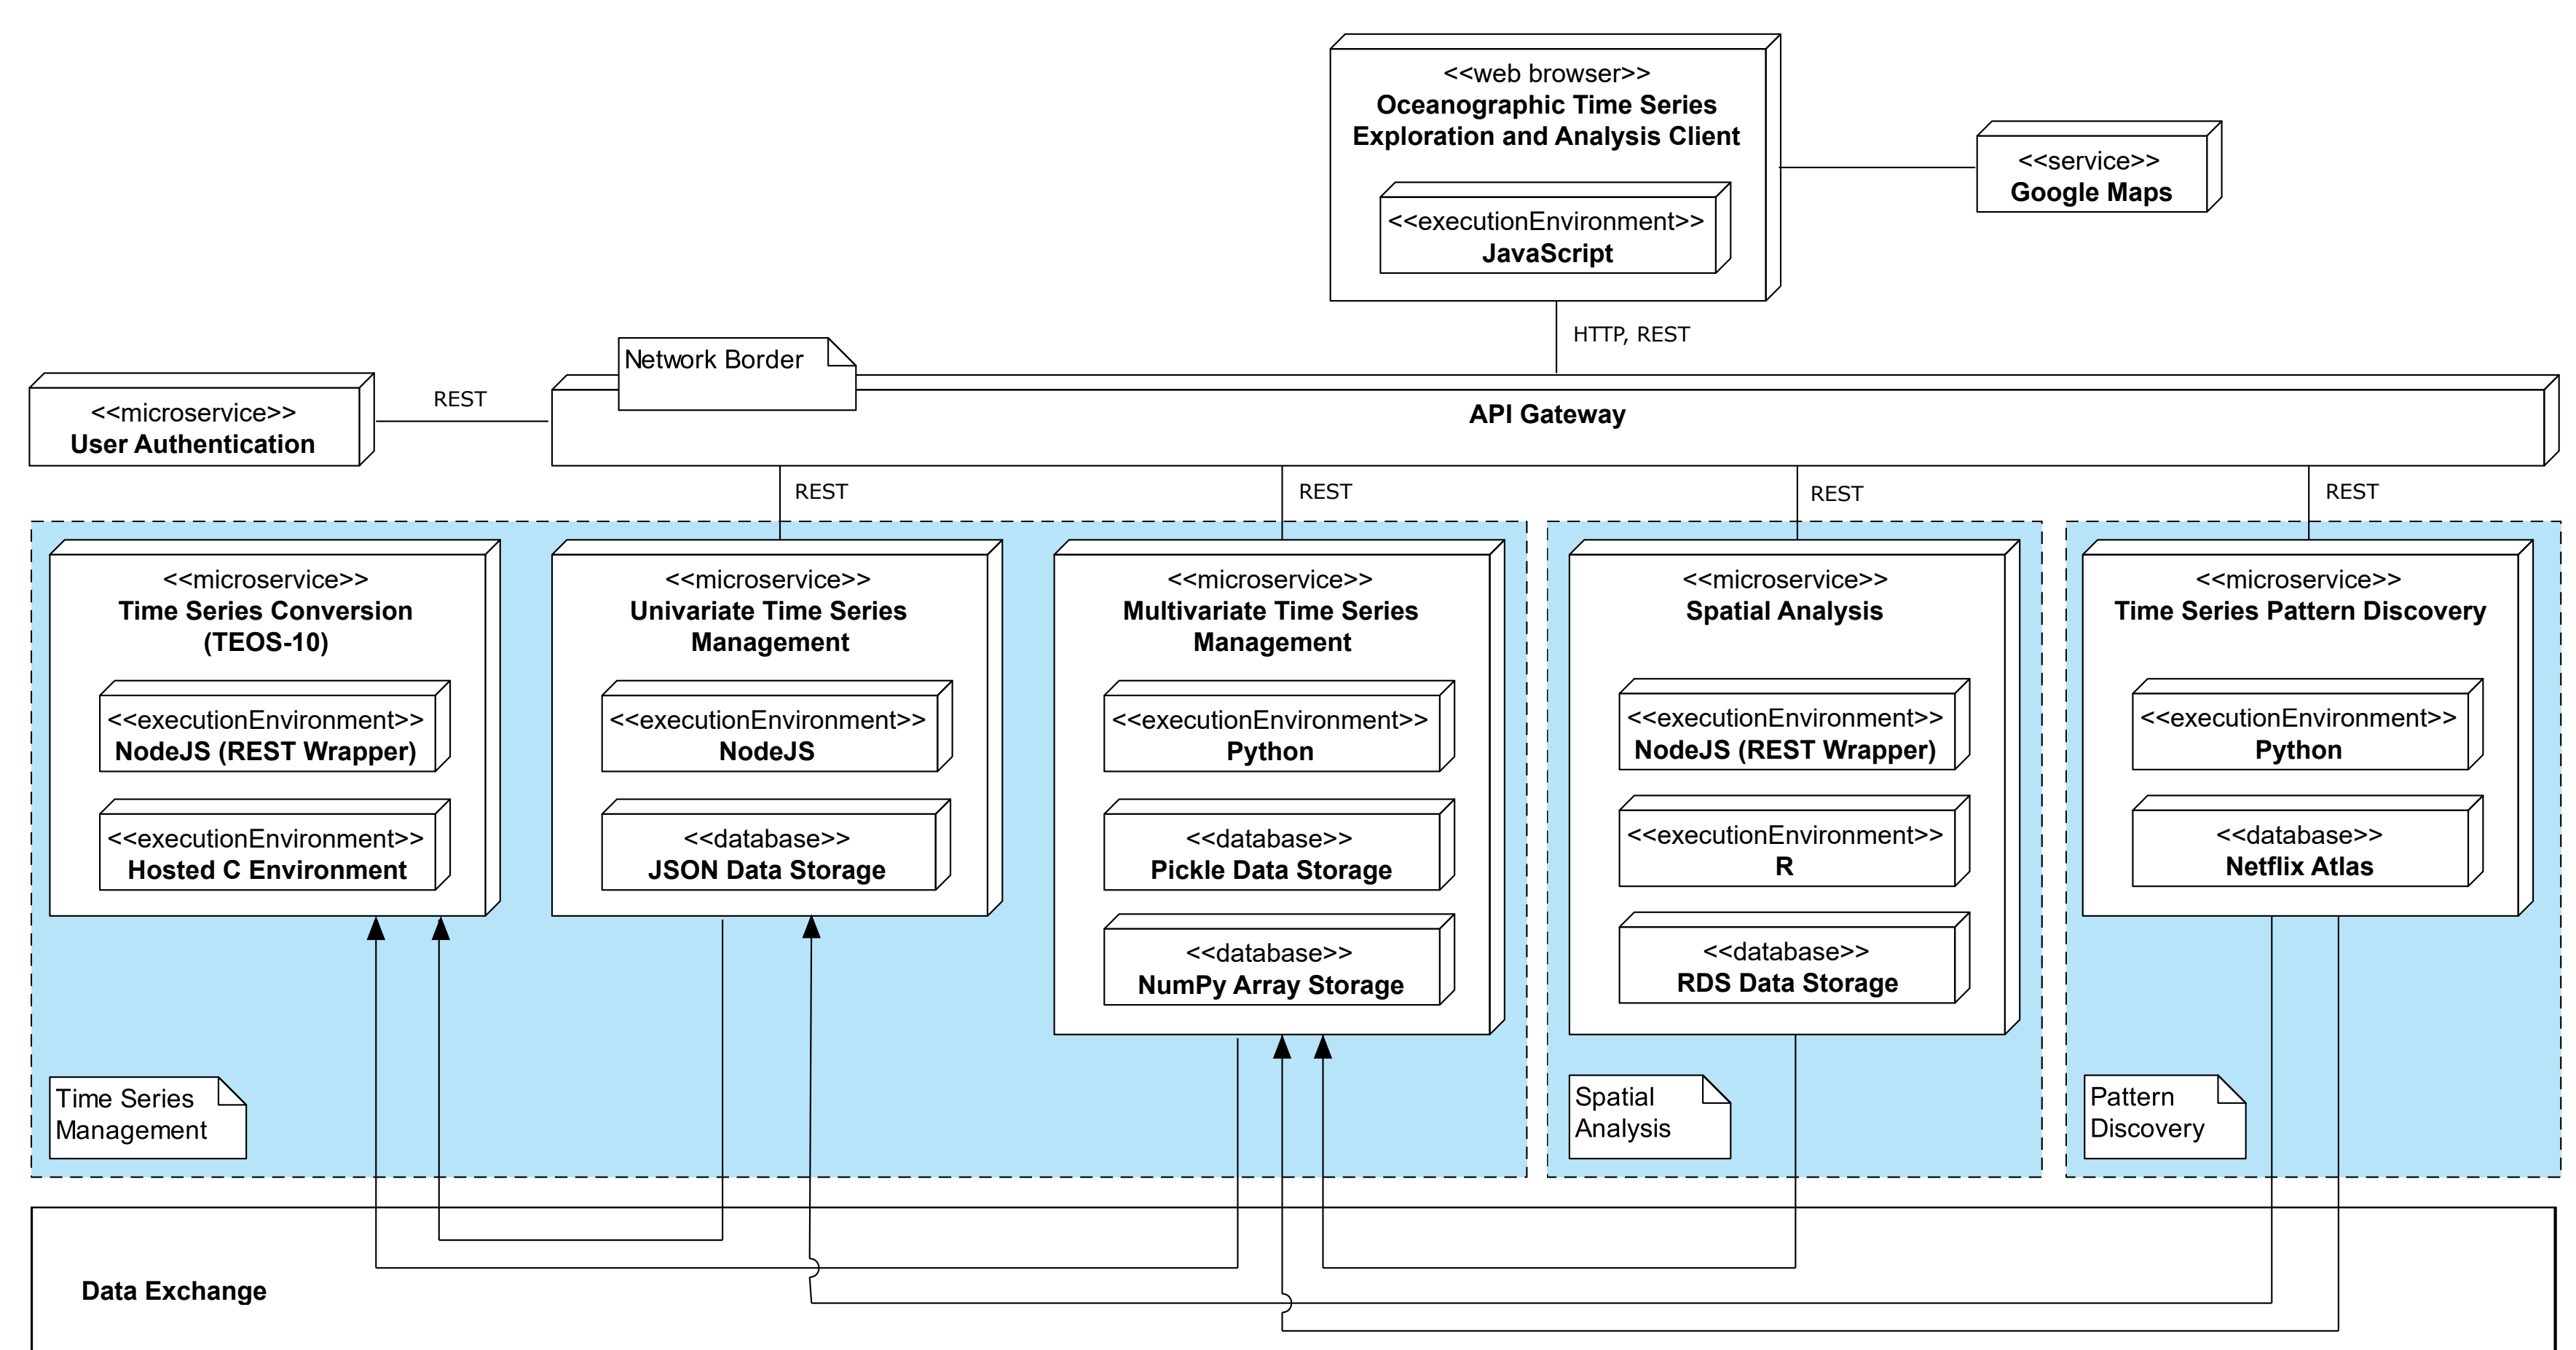 <<web browser>>
Oceanographic Time Series
Exploration and Analysis Client
<<executionEnvironment>>
JavaScript
<<service>>
Google Maps
HTTP, REST
Network Border
<<microservice>>
User Authentication
REST
API Gateway
REST
REST
REST
REST
<<microservice>>
Time Series Conversion
(TEOS-10)
<<executionEnvironment>>
NodeJS (REST Wrapper)
<<executionEnvironment>>
Hosted C Environment
<<microservice>>
Univariate Time Series
Management
<<executionEnvironment>>
NodeJS
<<database>>
JSON Data Storage
<<microservice>>
Multivariate Time Series
Management
<<executionEnvironment>>
Python
<<database>>
Pickle Data Storage
<<database>>
NumPy Array Storage
<<microservice>>
Spatial Analysis
<<executionEnvironment>>
NodeJS (REST Wrapper)
<<executionEnvironment>>
R
<<database>>
RDS Data Storage
<<microservice>>
Time Series Pattern Discovery
<<executionEnvironment>>
Python
<<database>>
Netflix Atlas
Time Series
Management
Spatial
Analysis
Pattern
Discovery
Data Exchange